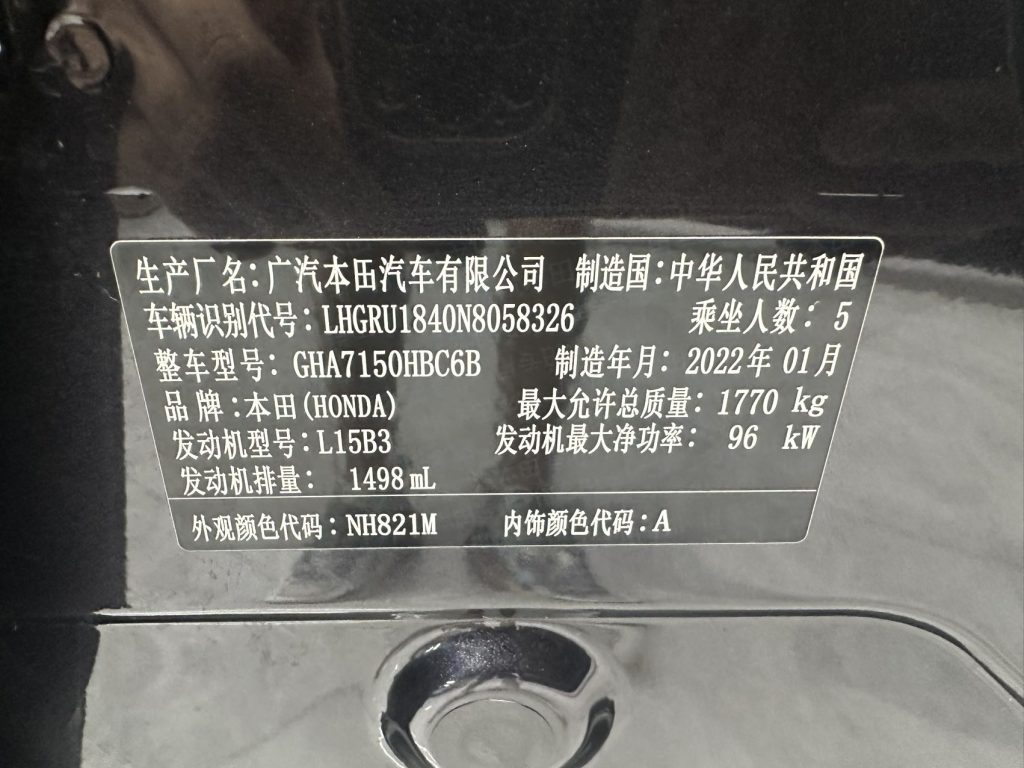 生产厂名：广汽本田汽车有限公司 制造国：中华人民共和国
车辆识别代号：LHGRU1840N8058326 乘坐人数：5
整车型号：GHA7150HBC6B 制造年月：2022年01月
品牌：本田(HONDA) 最大允许总质量：1770 kg
发动机型号：L15B3 发动机最大净功率：96 kW
发动机排量：1498 mL
外观颜色代码：NH821M 内饰颜色代码：A